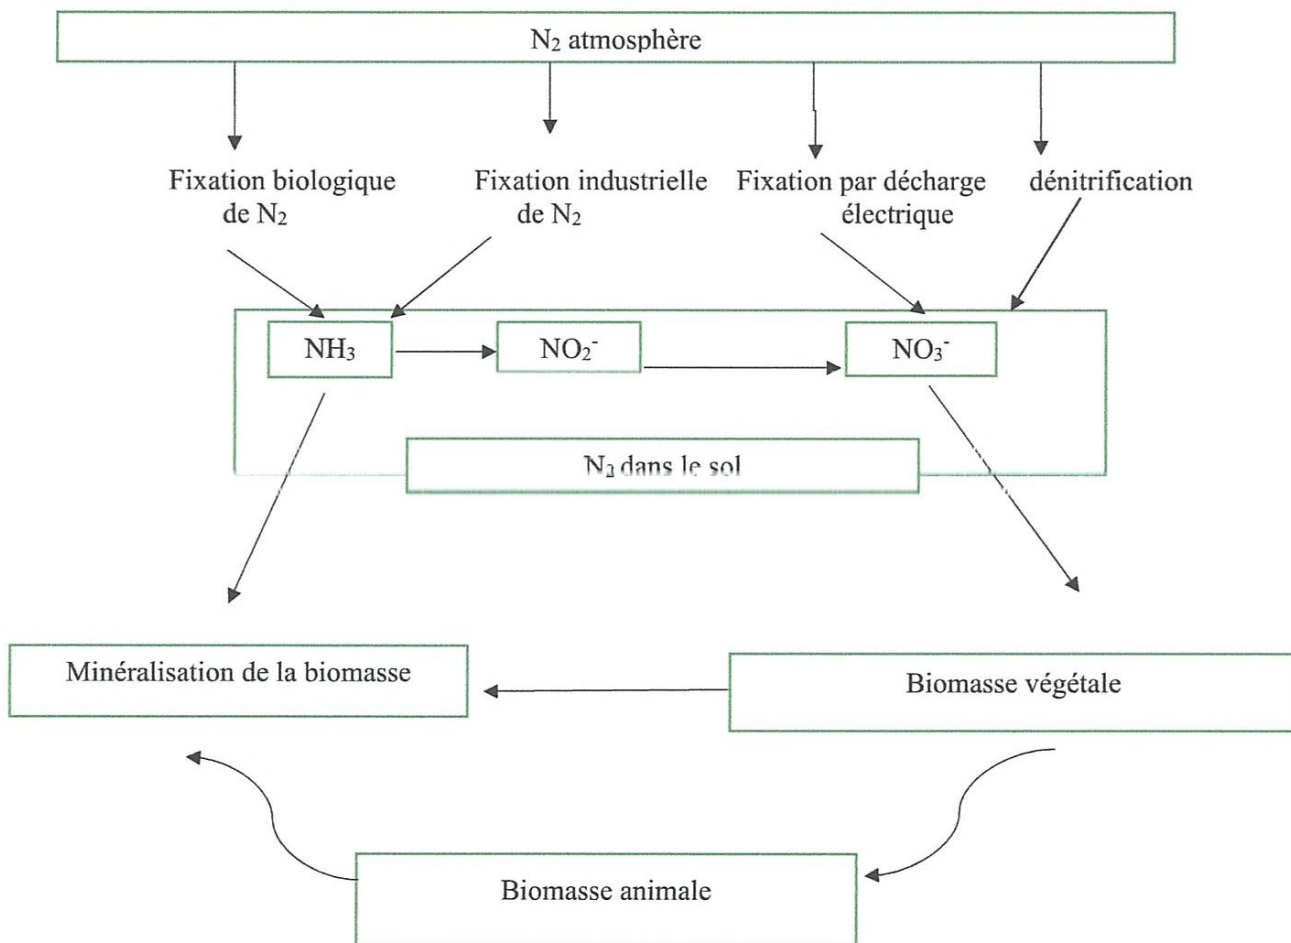 N₂ atmosphère
Fixation biologique
de N₂
Fixation industrielle
de N₂
Fixation par décharge
électrique
dénitrification
NH₃
NO₂⁻
NO₃⁻
N₂ dans le sol
Minéralisation de la biomasse
Biomasse végétale
Biomasse animale